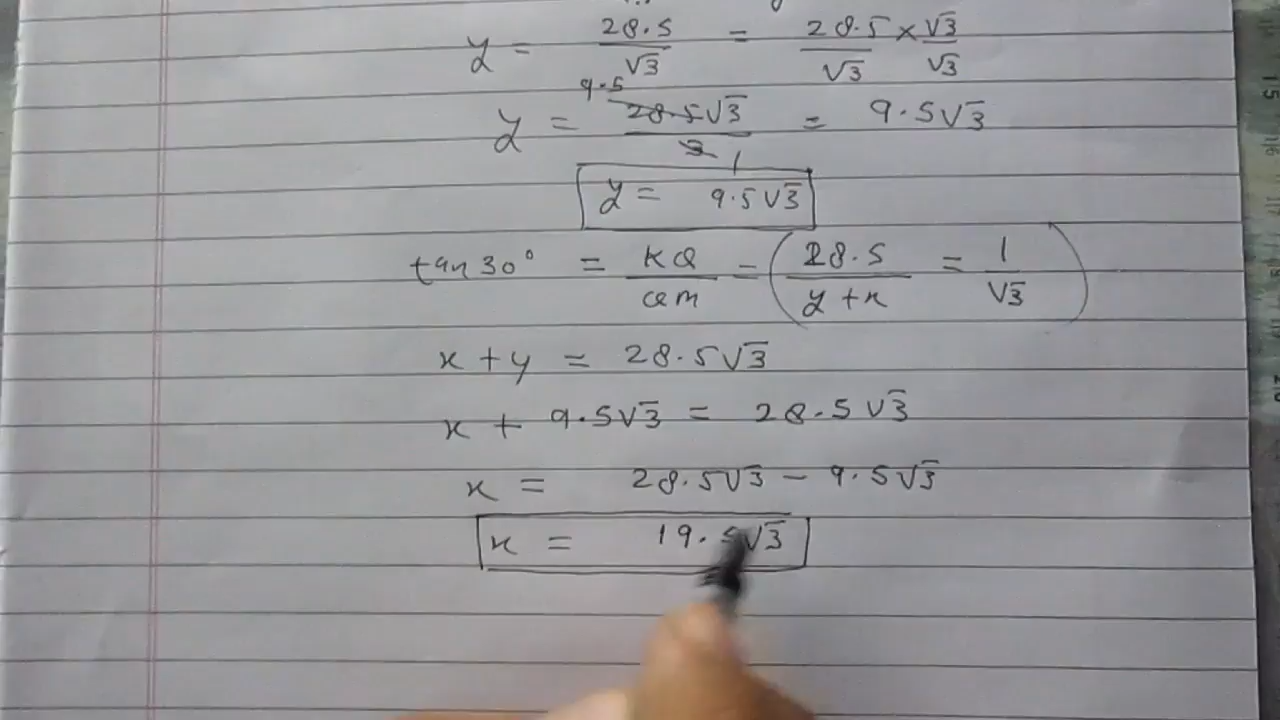 y = 28.5/√3 = 28.5/√3 × √3/√3
9.5
y = 28.5√3/3 1 = 9.5√3
y = 9.5√3
tan 30° = KQ/QM = (28.5/y+x = 1/√3)
x + y = 28.5√3
x + 9.5√3 = 28.5√3
x = 28.5√3 − 9.5√3
x = 19.5√3